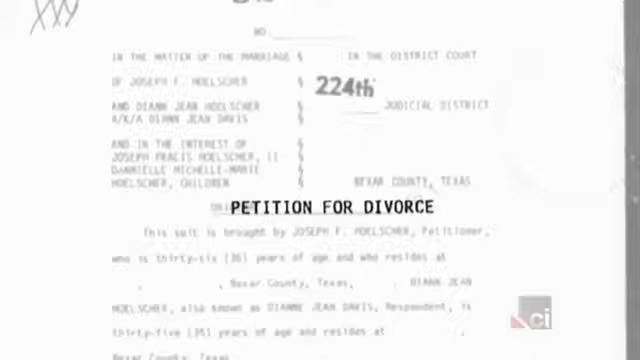 XXX
NO.
IN THE MATTER OF THE MARRIAGE § IN THE DISTRICT COURT
OF JOSEPH F. HOELSCHER §
224th
AND DIANN JEAN HOELSCHER § JUDICIAL DISTRICT
A/K/A DIANN JEAN DAVIS §
AND IN THE INTEREST OF §
JOSEPH FRACIS HOELSCHER, II §
DANNIELLE MICHELLE-MARIE §
HOELSCHER, CHILDREN § BEXAR COUNTY, TEXAS
PETITION FOR DIVORCE
This suit is brought by JOSEPH F. HOELSCHER, Petitioner,
who is thirty-six (36) years of age and who resides at
, Bexar County, Texas, . DIANN JEAN
HOELSCHER, also known as DIANNE JEAN DAVIS, Respondent, is
thirty-five (35) years of age and resides at ,
Bexar County, Texas
ci